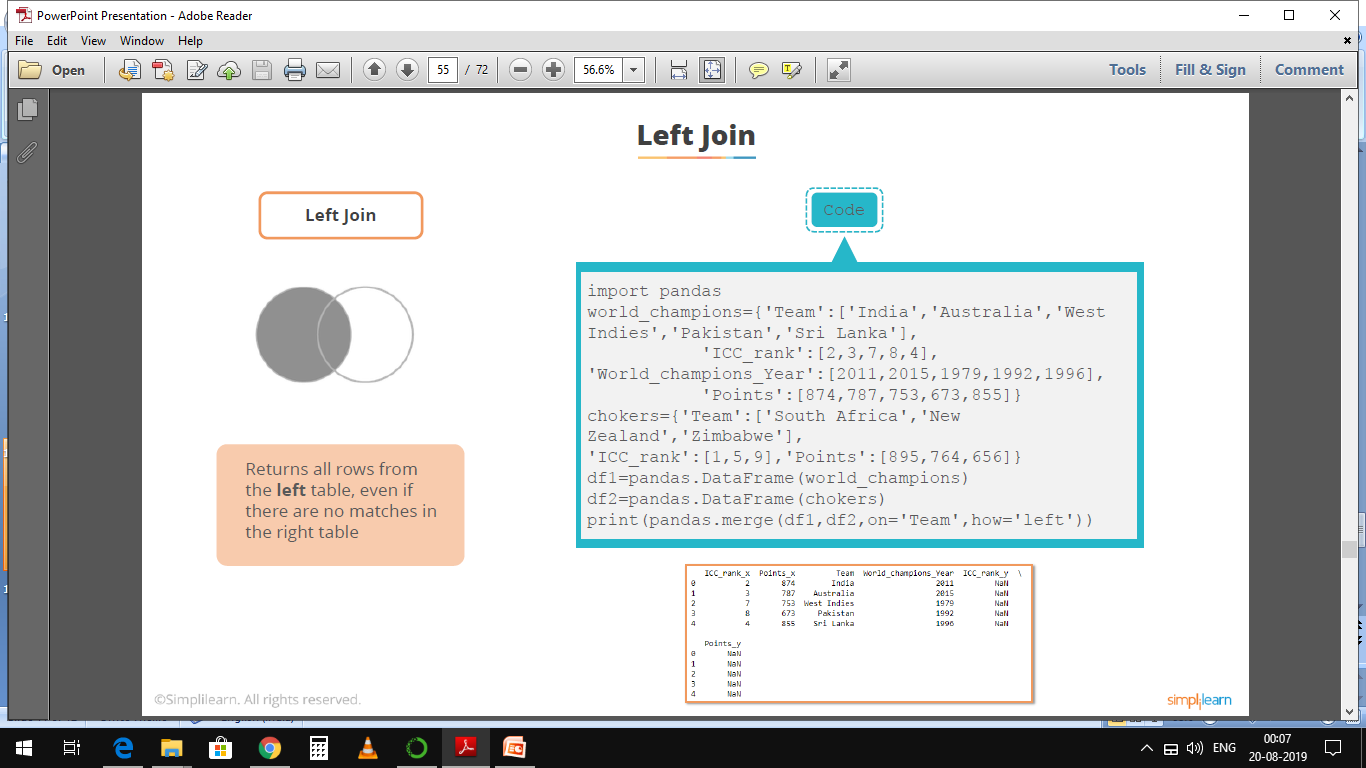 PowerPoint Presentation - Adobe Reader
File Edit View Window Help
Open 55 / 72 56.6% Tools Fill & Sign Comment
Left Join
Left Join
Returns all rows from
the left table, even if
there are no matches in
the right table
Code
import pandas
world_champions={'Team':['India','Australia','West
Indies','Pakistan','Sri Lanka'],
'ICC_rank':[2,3,7,8,4],
'World_champions_Year':[2011,2015,1979,1992,1996],
'Points':[874,787,753,673,855]}
chokers={'Team':['South Africa','New
Zealand','Zimbabwe'],
'ICC_rank':[1,5,9],'Points':[895,764,656]}
df1=pandas.DataFrame(world_champions)
df2=pandas.DataFrame(chokers)
print(pandas.merge(df1,df2,on='Team',how='left'))
ICC_rank_x Points_x Team World_champions_Year ICC_rank_y \
0 2 874 India 2011 NaN
1 3 787 Australia 2015 NaN
2 7 753 West Indies 1979 NaN
3 8 673 Pakistan 1992 NaN
4 4 855 Sri Lanka 1996 NaN
Points_y
0 NaN
1 NaN
2 NaN
3 NaN
4 NaN
©Simplilearn. All rights reserved.
simplilearn
ENG
00:07
20-08-2019